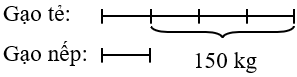 Gạo tẻ:
Gạo nếp:
150 kg